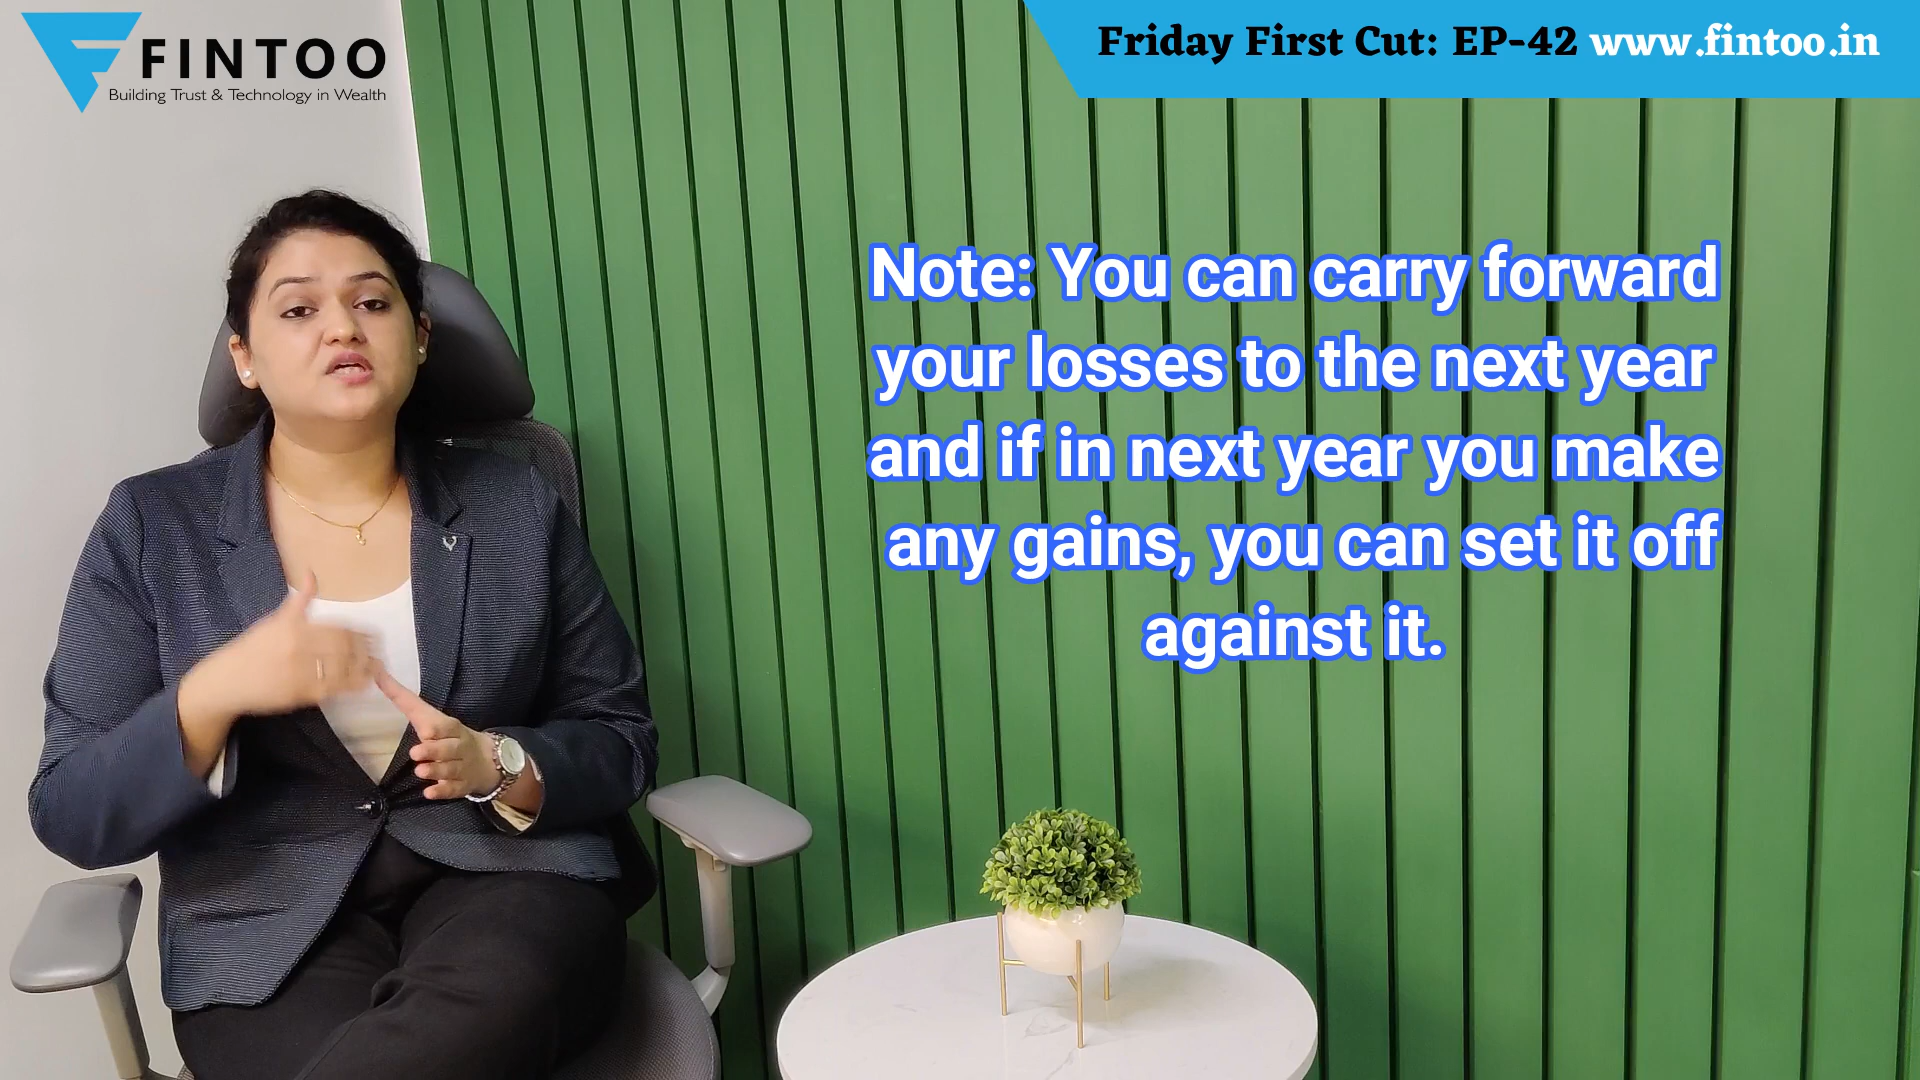 FINTOO
Building Trust & Technology in Wealth
Friday First Cut: EP-42 www.fintoo.in
Note: You can carry forward
your losses to the next year
and if in next year you make
any gains, you can set it off
against it.